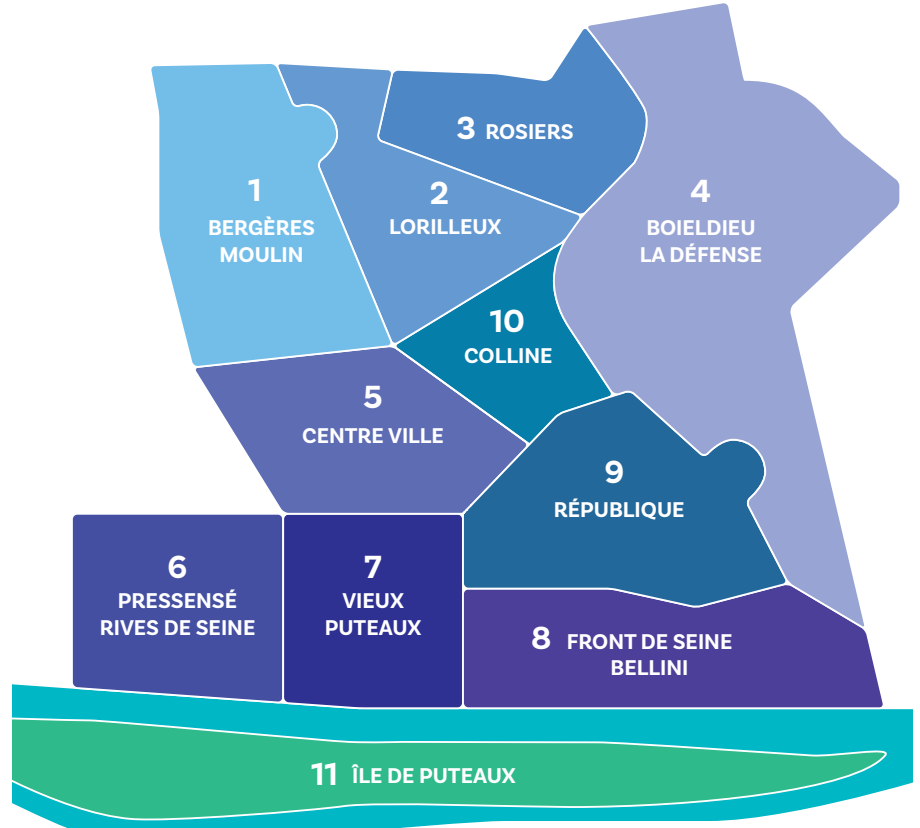 1
BERGÈRES
MOULIN
2
LORILLEUX
3 ROSIERS
4
BOIELDIEU
LA DÉFENSE
5
CENTRE VILLE
6
PRESSENSÉ
RIVES DE SEINE
7
VIEUX
PUTEAUX
8 FRONT DE SEINE
BELLINI
9
RÉPUBLIQUE
10
COLLINE
11 ÎLE DE PUTEAUX